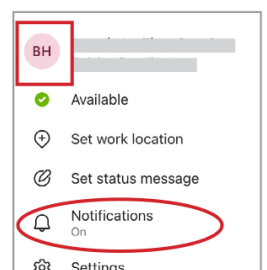 BH
Available
Set work location
Set status message
Notifications
On
Settings